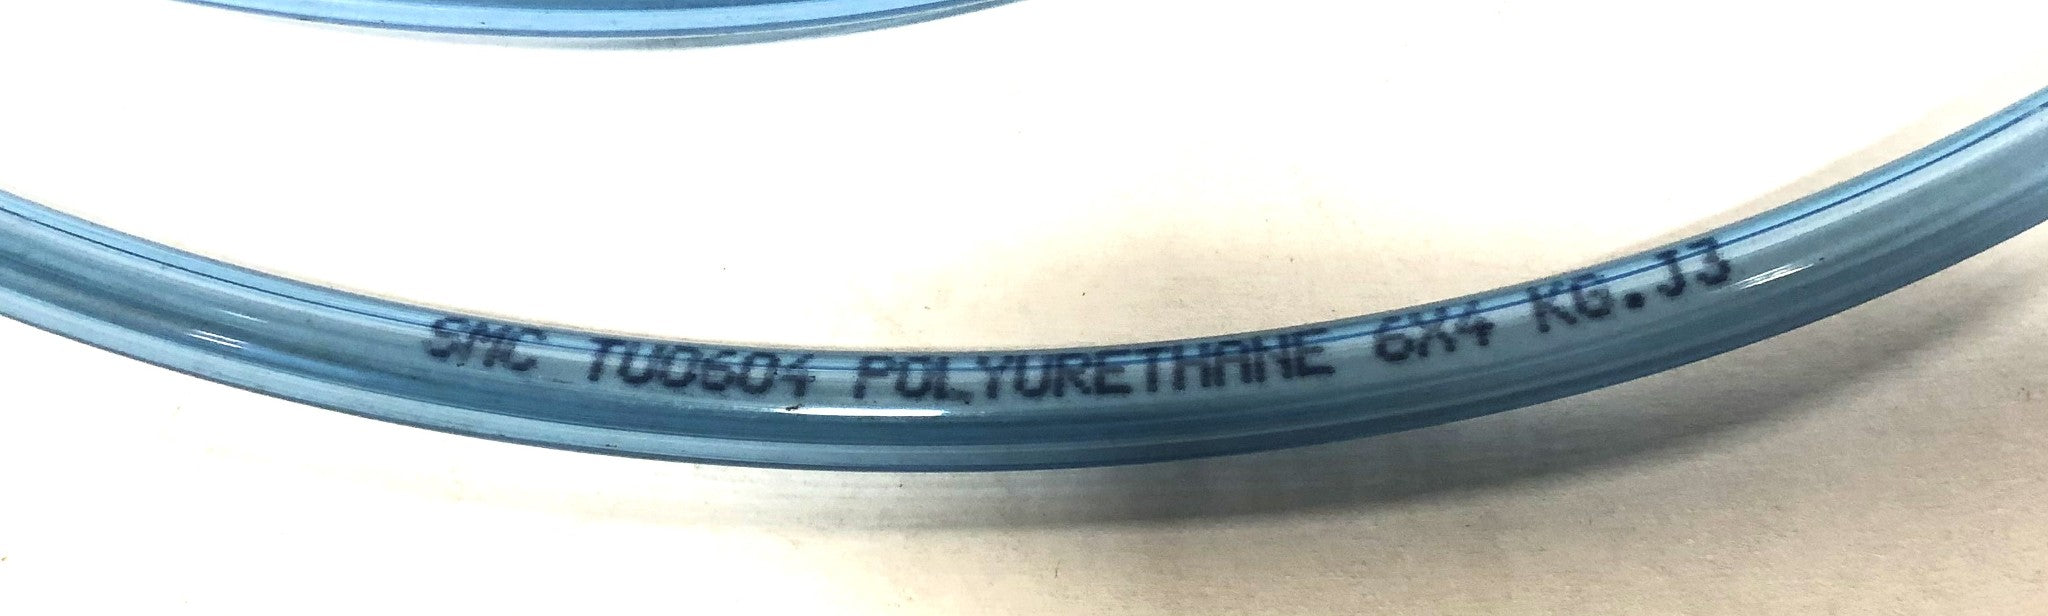 SMC TU0604 POLYURETHANE 6X4 KG.J3